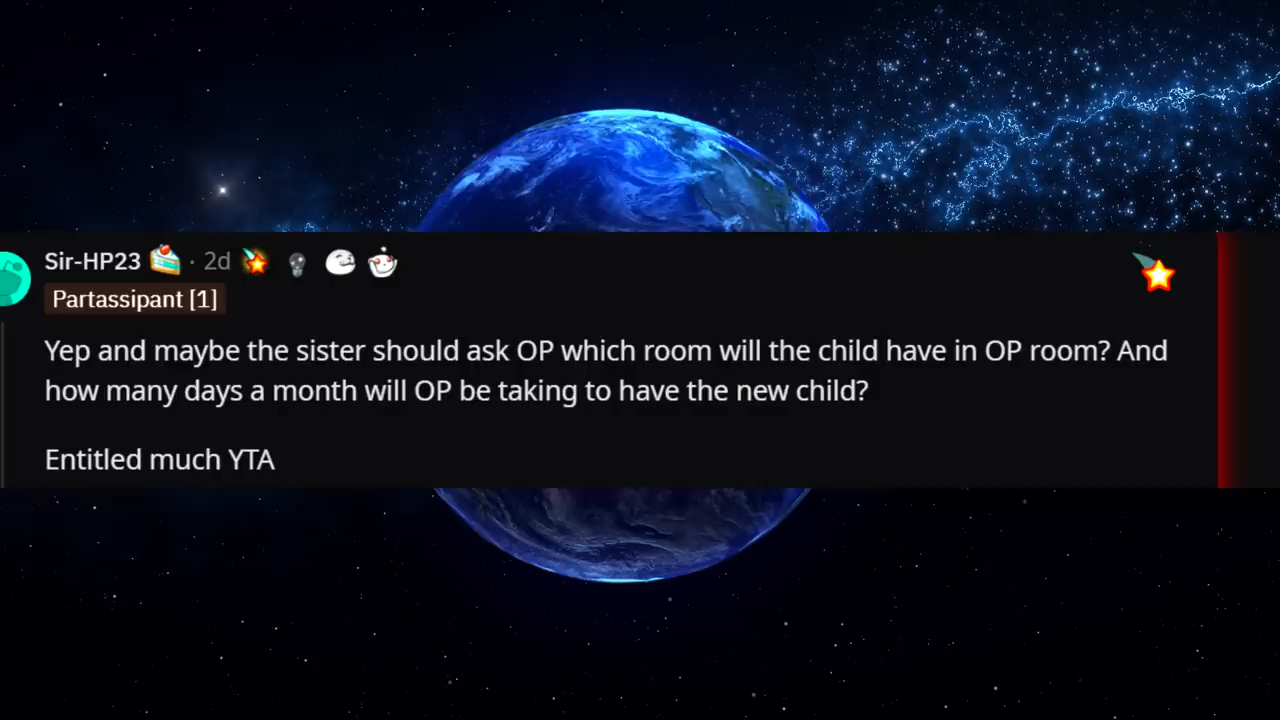 Sir-HP23 · 2d
Partassipant [1]
Yep and maybe the sister should ask OP which room will the child have in OP room? And
how many days a month will OP be taking to have the new child?
Entitled much YTA